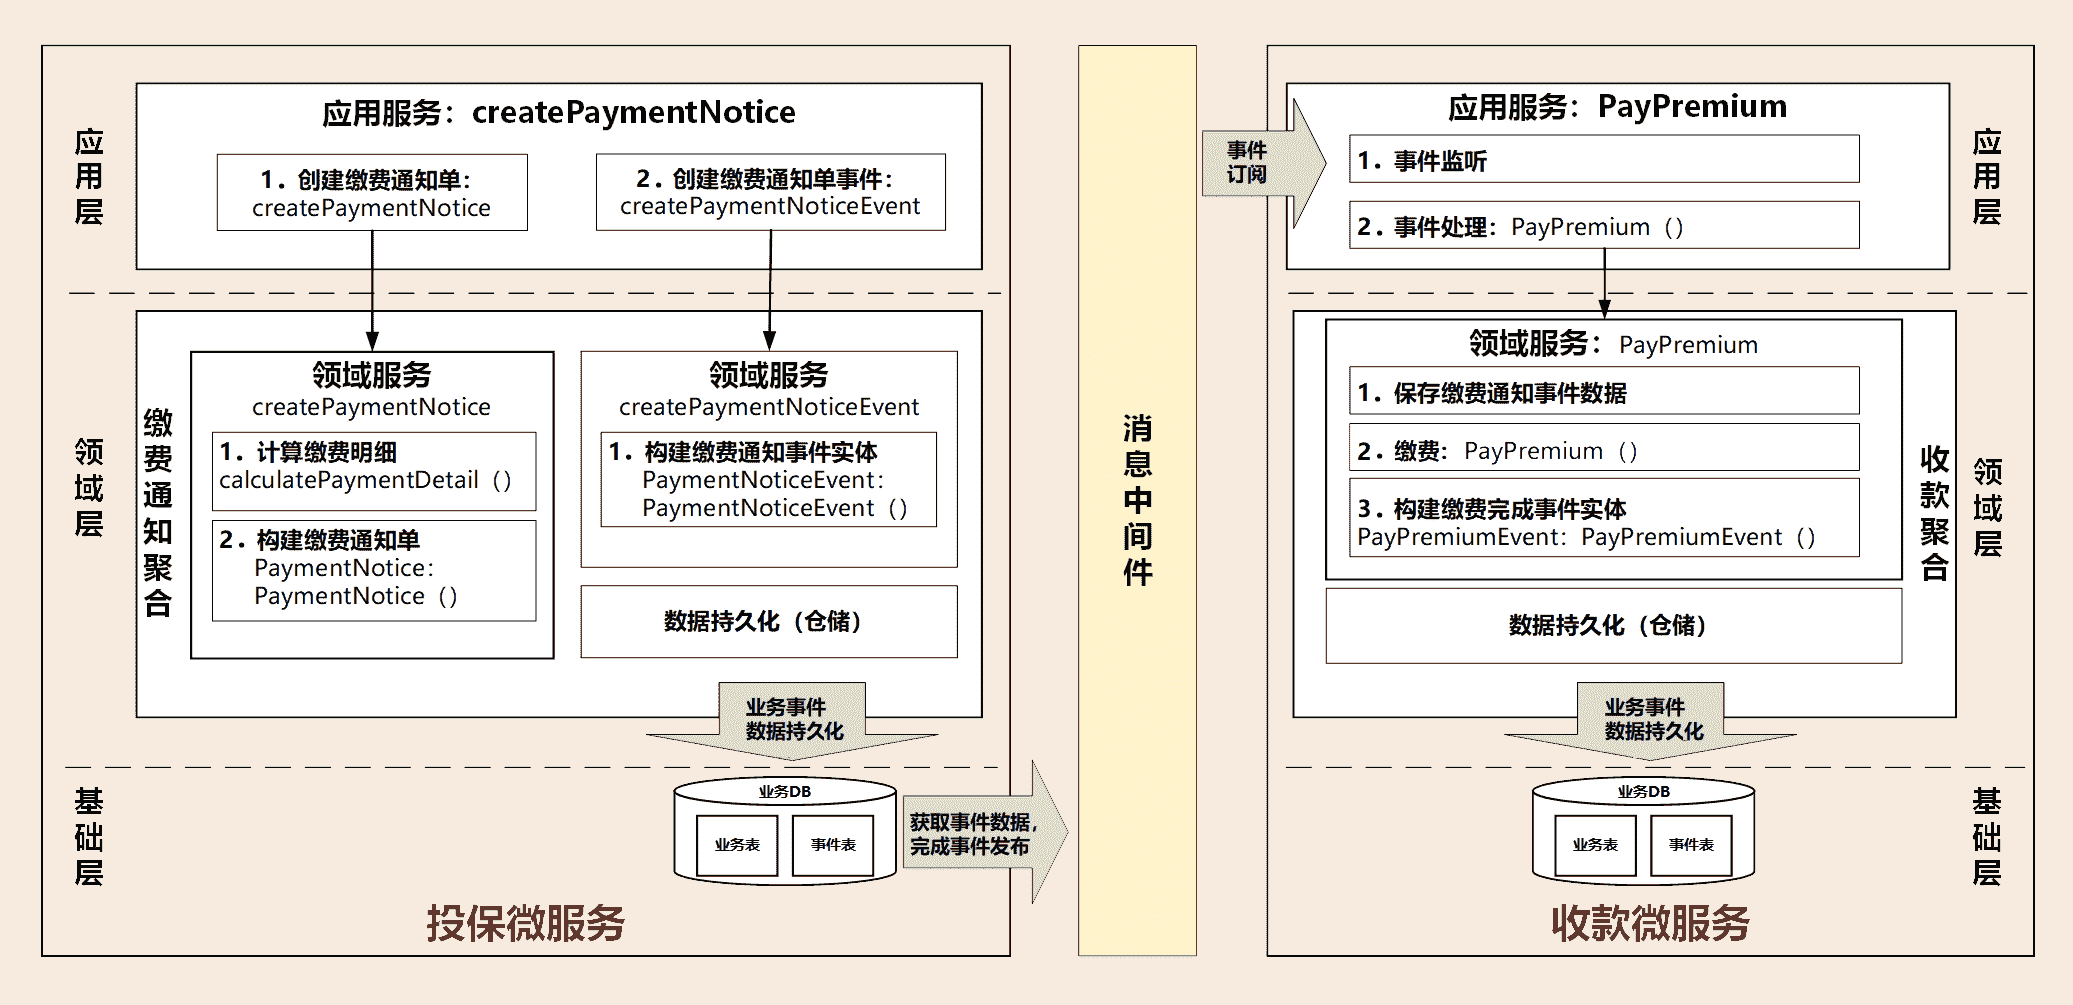 应用层
应用服务：createPaymentNotice
1. 创建缴费通知单：
createPaymentNotice
2. 创建缴费通知单事件：
createPaymentNoticeEvent
领域层
缴费通知聚合
领域服务
createPaymentNotice
1. 计算缴费明细
calculatePaymentDetail（）
2. 构建缴费通知单
PaymentNotice：
PaymentNotice（）
领域服务
createPaymentNoticeEvent
1. 构建缴费通知事件实体
PaymentNoticeEvent：
PaymentNoticeEvent（）
数据持久化（仓储）
业务事件
数据持久化
基础层
业务DB
业务表
事件表
获取事件数据，
完成事件发布
投保微服务
消息中间件
事件
订阅
应用服务：PayPremium
1. 事件监听
2. 事件处理：PayPremium（）
应用层
领域服务：PayPremium
1. 保存缴费通知事件数据
2. 缴费：PayPremium（）
3. 构建缴费完成事件实体
PayPremiumEvent：PayPremiumEvent（）
数据持久化（仓储）
收款聚合
领域层
业务事件
数据持久化
业务DB
业务表
事件表
基础层
收款微服务